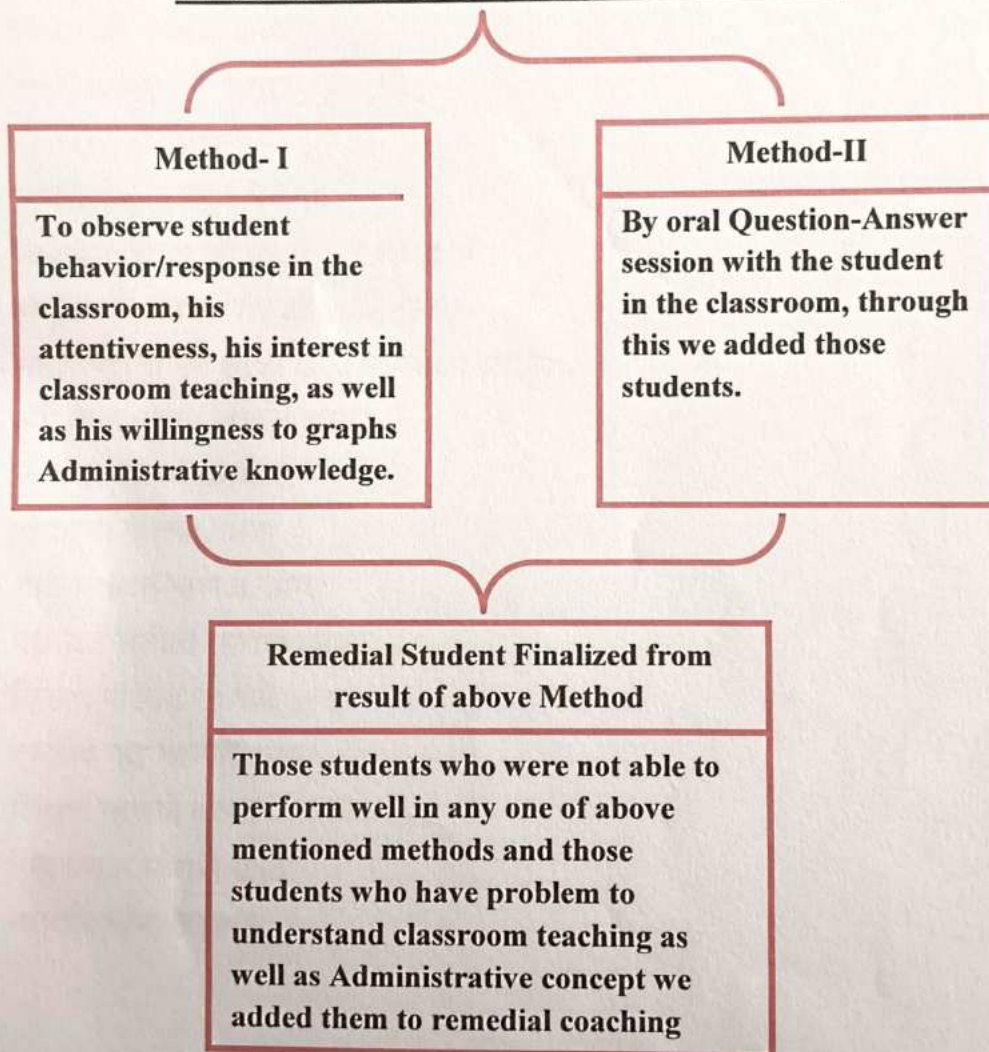 Method- I
To observe student
behavior/response in the
classroom, his
attentiveness, his interest in
classroom teaching, as well
as his willingness to graphs
Administrative knowledge.
Method-II
By oral Question-Answer
session with the student
in the classroom, through
this we added those
students.
Remedial Student Finalized from
result of above Method
Those students who were not able to
perform well in any one of above
mentioned methods and those
students who have problem to
understand classroom teaching as
well as Administrative concept we
added them to remedial coaching